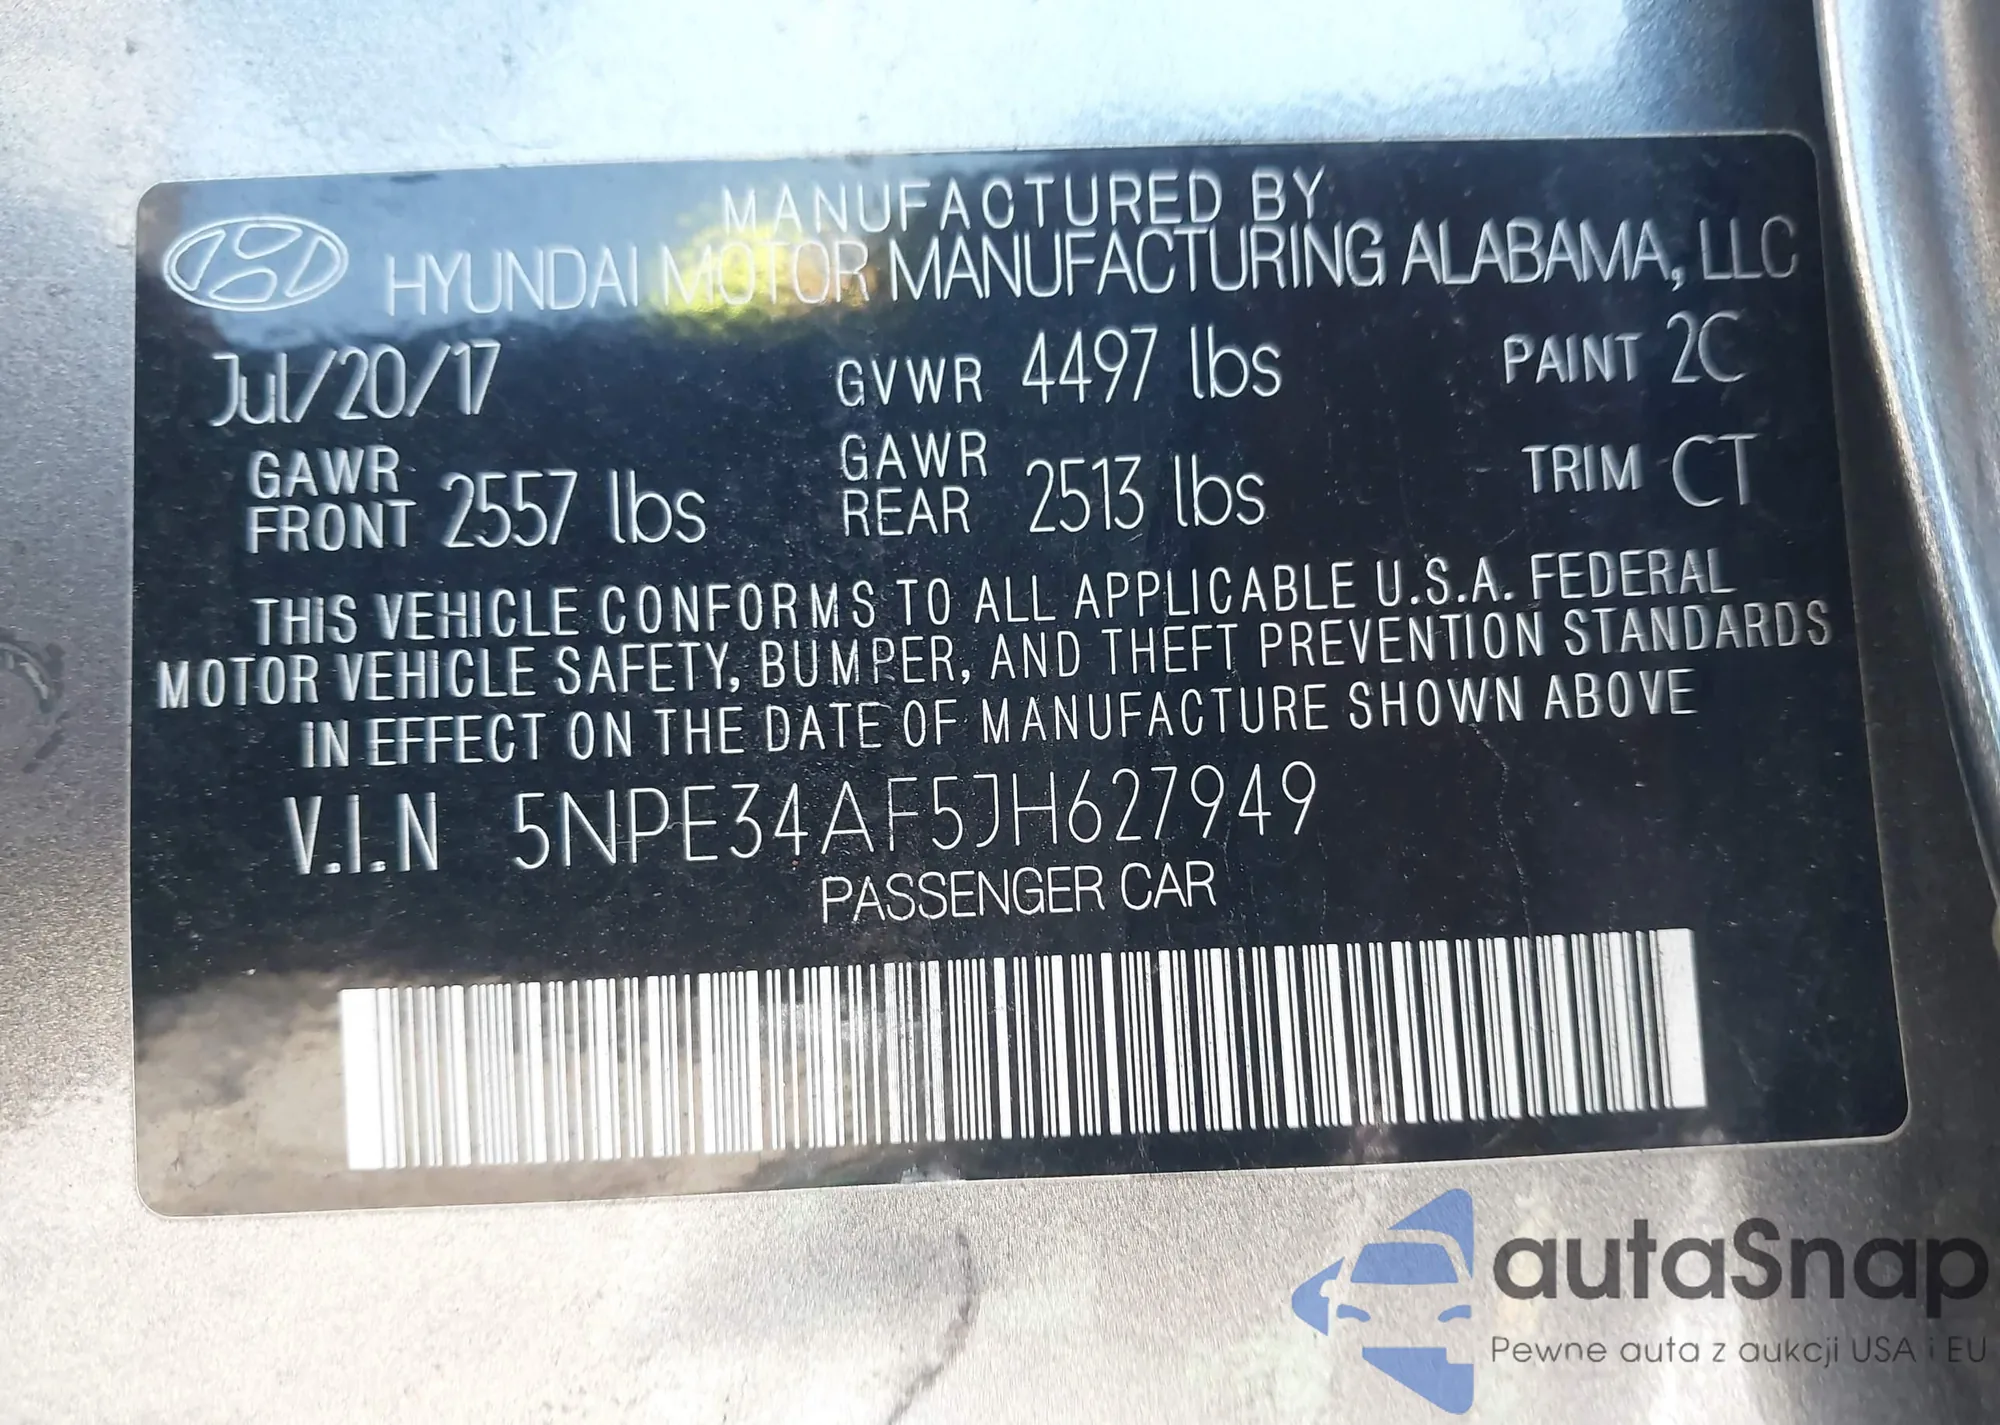 MANUFACTURED BY
HYUNDAI MOTOR MANUFACTURING ALABAMA, LLC
Jul/20/17 GVWR 4497 lbs PAINT 2C
GAWR FRONT 2557 lbs GAWR REAR 2513 lbs TRIM CT
THIS VEHICLE CONFORMS TO ALL APPLICABLE U.S.A. FEDERAL
MOTOR VEHICLE SAFETY, BUMPER, AND THEFT PREVENTION STANDARDS
IN EFFECT ON THE DATE OF MANUFACTURE SHOWN ABOVE
V.I.N 5NPE34AF5JH627949
PASSENGER CAR
autaSnap
Pewne auta z aukcji USA i EU